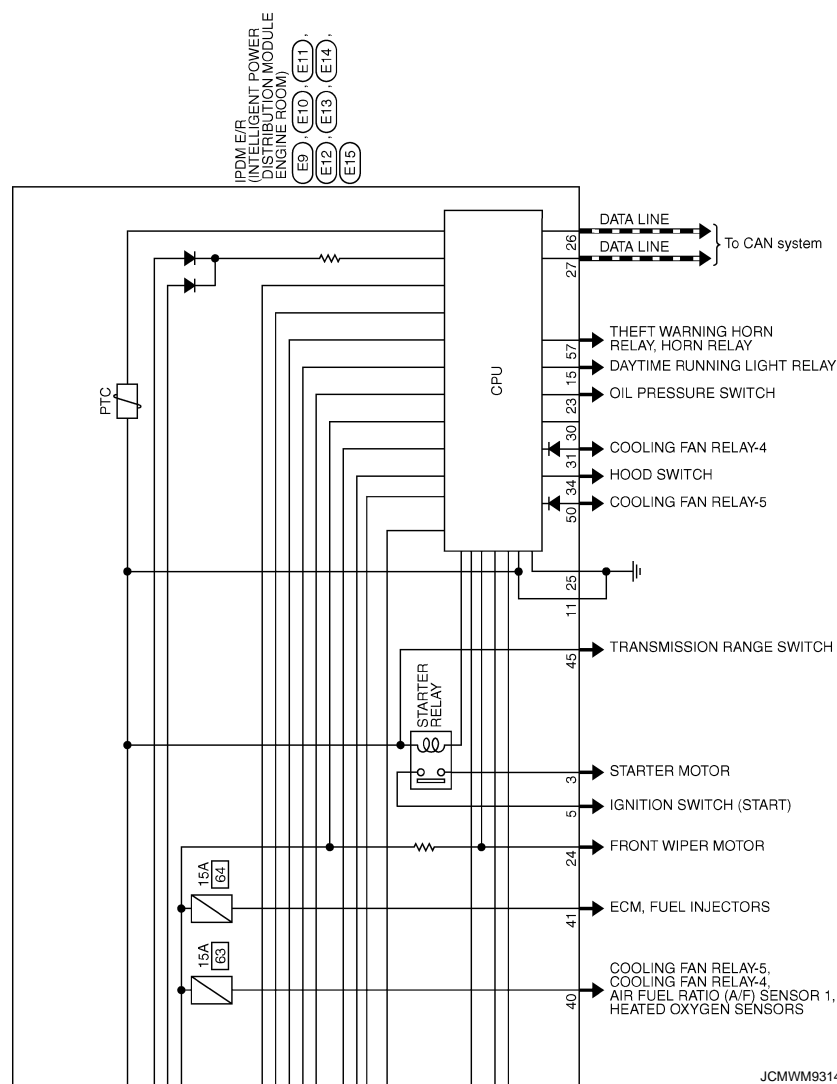 IPDM E/R
(INTELLIGENT POWER
DISTRIBUTION MODULE
ENGINE ROOM)
E9 , E10 , E11 ,
E12 , E13 , E14 ,
E15
CPU
26
DATA LINE
27
DATA LINE
To CAN system
57
THEFT WARNING HORN
RELAY, HORN RELAY
15
DAYTIME RUNNING LIGHT RELAY
23
OIL PRESSURE SWITCH
30
31
COOLING FAN RELAY-4
34
HOOD SWITCH
50
COOLING FAN RELAY-5
PTC
25
11
45
TRANSMISSION RANGE SWITCH
STARTER
RELAY
3
STARTER MOTOR
5
IGNITION SWITCH (START)
24
FRONT WIPER MOTOR
15A
64
41
ECM, FUEL INJECTORS
15A
63
40
COOLING FAN RELAY-5,
COOLING FAN RELAY-4,
AIR FUEL RATIO (A/F) SENSOR 1,
HEATED OXYGEN SENSORS
JCMWM9314